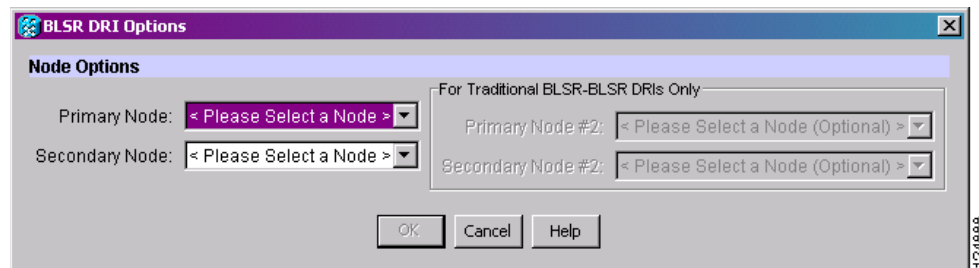 BLSR DRI Options
Node Options
For Traditional BLSR-BLSR DRIs Only
Primary Node: < Please Select a Node >
Primary Node #2: < Please Select a Node (Optional) >
Secondary Node: < Please Select a Node >
Secondary Node #2: < Please Select a Node (Optional) >
OK Cancel Help